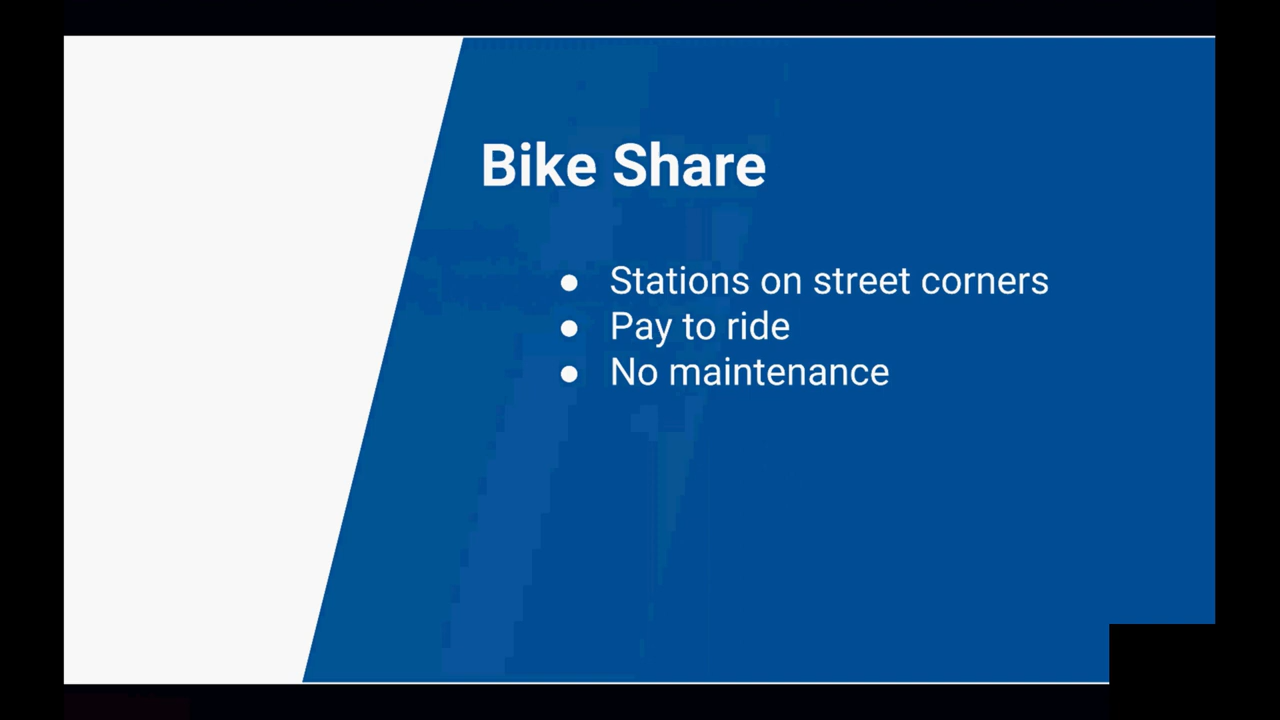 Bike Share
● Stations on street corners
● Pay to ride
● No maintenance